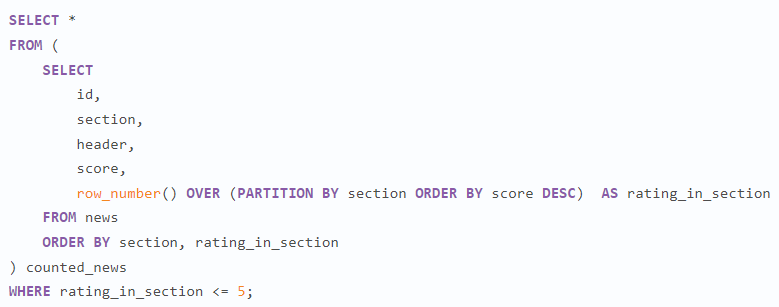 SELECT *
FROM (
    SELECT
        id,
        section,
        header,
        score,
        row_number() OVER (PARTITION BY section ORDER BY score DESC)  AS rating_in_section
    FROM news
    ORDER BY section, rating_in_section
) counted_news
WHERE rating_in_section <= 5;